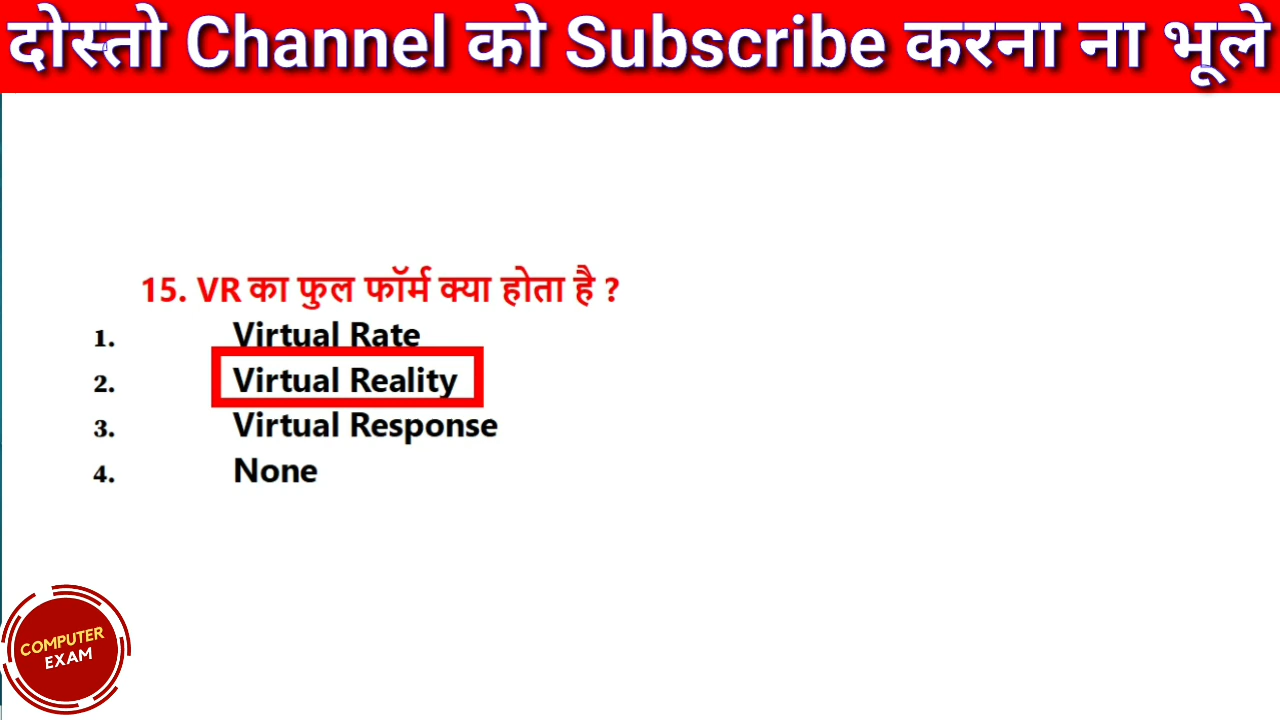 दोस्तो Channel को Subscribe करना ना भूले
15. VR का फुल फॉर्म क्या होता है ?
1. Virtual Rate
2. Virtual Reality
3. Virtual Response
4. None
COMPUTER
EXAM